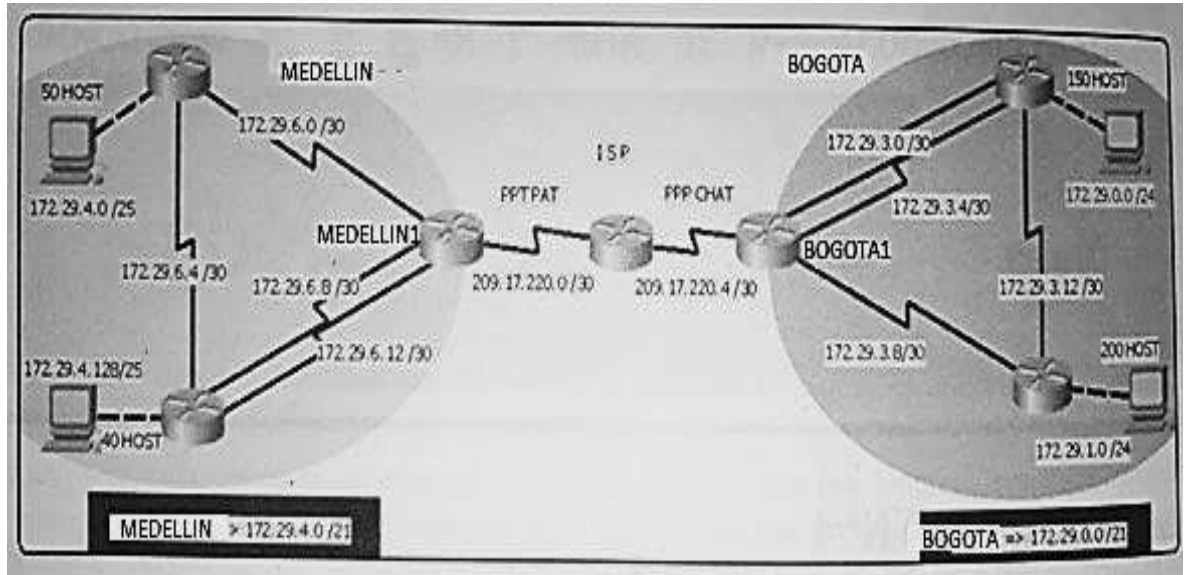 MEDELLIN - -
BOGOTA
50 HOST
150 HOST
172.29.6.0 /30
172.29.3.0 /30
ISP
PPTPAT
PPP CHAT
172.29.4.0 /25
172.29.3.4/30
172.29.0.0 /24
MEDELLIN1
BOGOTA1
172.29.6.4 /30
172.29.6.8 /30
209.17.220.0 /30
209.17.220.4 /30
172.29.3.12 /30
172.29.6.12 /30
172.29.3.8/30
172.29.4.128/25
200 HOST
40 HOST
172.29.1.0 /24
MEDELLIN > 172.29.4.0 /21
BOGOTA => 172.29.0.0 /21